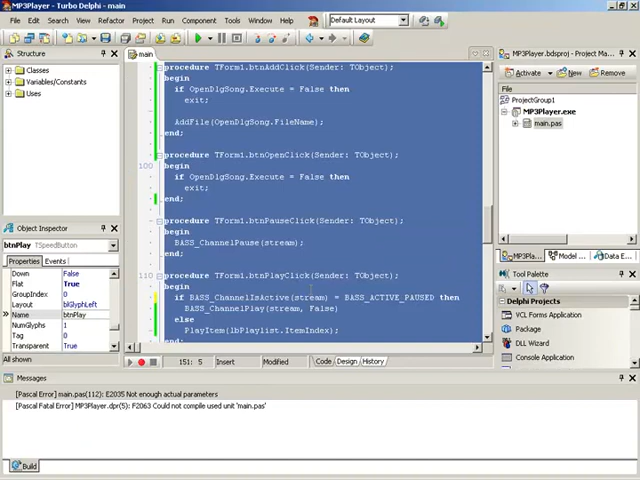 MP3Player - Turbo Delphi - main
File Edit Search View Refactor Project Run Component Tools Window Help
Default Layout
Structure
Classes
Variables/Constants
Uses
Object Inspector
btnPlay TSpeedButton
Properties Events
Down False
Flat True
GroupIndex 0
Layout blGlyphLeft
Name btnPlay
NumGlyphs 1
Tag 0
Transparent True
All shown
main
procedure TForm1.btnAddClick(Sender: TObject);
begin
if OpenDlgSong.Execute = False then
exit;
AddFile(OpenDlgSong.FileName);
end;
procedure TForm1.btnOpenClick(Sender: TObject);
100 begin
if OpenDlgSong.Execute = False then
exit;
end;
procedure TForm1.btnPauseClick(Sender: TObject);
begin
BASS_ChannelPause(stream);
end;
110 procedure TForm1.btnPlayClick(Sender: TObject);
begin
if BASS_ChannelIsActive(stream) = BASS_ACTIVE_PAUSED then
BASS_ChannelPlay(stream, False)
else
PlayItem(lbPlaylist.ItemIndex);
end;
151: 5 Insert Modified Code Design History
MP3Player.bdsproj - Project Ma...
Activate New Remove
File
ProjectGroup1
MP3Player.exe
main.pas
MP3Pla... Model ... Data E...
Tool Palette
Delphi Projects
VCL Forms Application
Package
DLL Wizard
Console Application
Messages
[Pascal Error] main.pas(112): E2035 Not enough actual parameters
[Pascal Fatal Error] MP3Player.dpr(5): F2063 Could not compile used unit 'main.pas'
Build